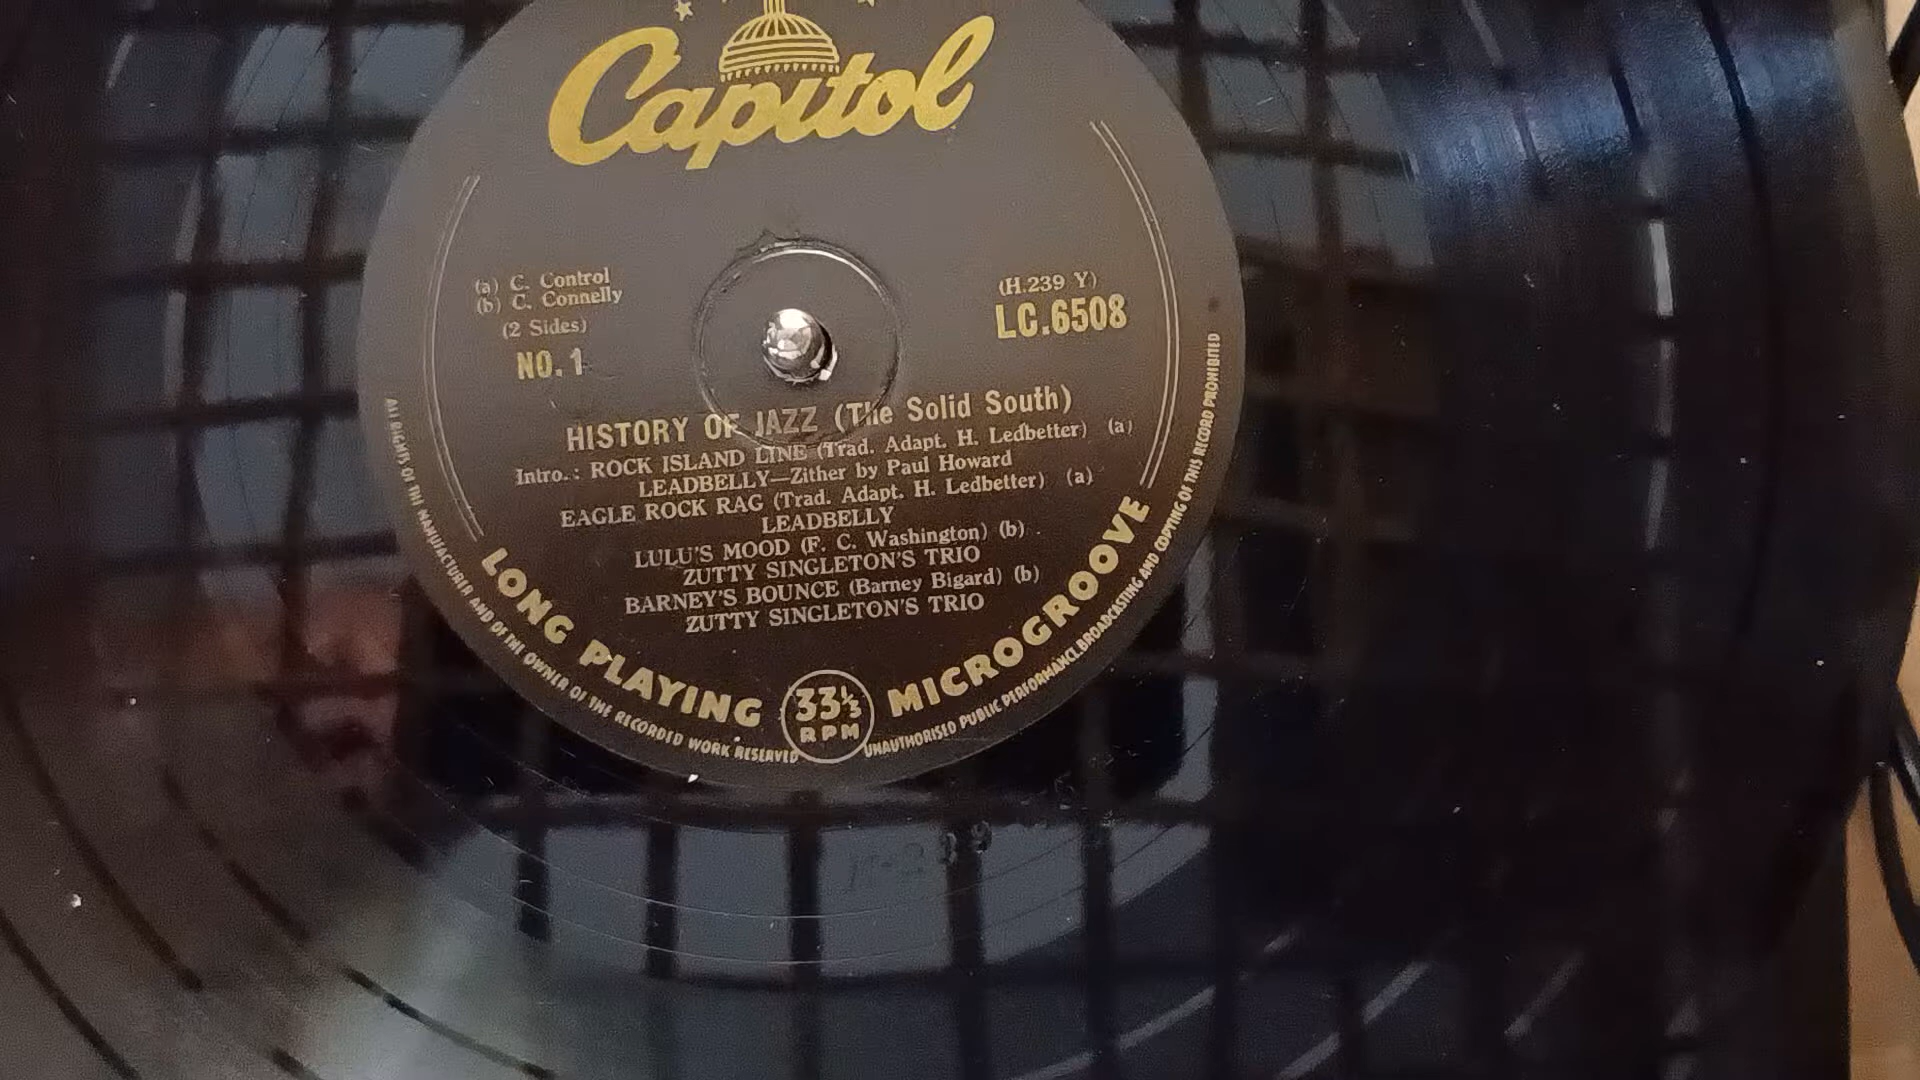 Capitol
(a) C. Control
(b) C. Connelly
(2 Sides)
NO. 1
(H.239 Y)
LC.6508
HISTORY OF JAZZ (The Solid South)
Intro.: ROCK ISLAND LINE (Trad. Adapt. H. Ledbetter) (a)
LEADBELLY—Zither by Paul Howard
EAGLE ROCK RAG (Trad. Adapt. H. Ledbetter) (a)
LEADBELLY
LULU'S MOOD (F. C. Washington) (b)
ZUTTY SINGLETON'S TRIO
BARNEY'S BOUNCE (Barney Bigard) (b)
ZUTTY SINGLETON'S TRIO
LONG PLAYING 33⅓ RPM MICROGROOVE
ALL RIGHTS OF THE MANUFACTURER AND OF THE OWNER OF THE RECORDED WORK RESERVED
UNAUTHORISED PUBLIC PERFORMANCE, BROADCASTING AND COPYING OF THIS RECORD PROHIBITED